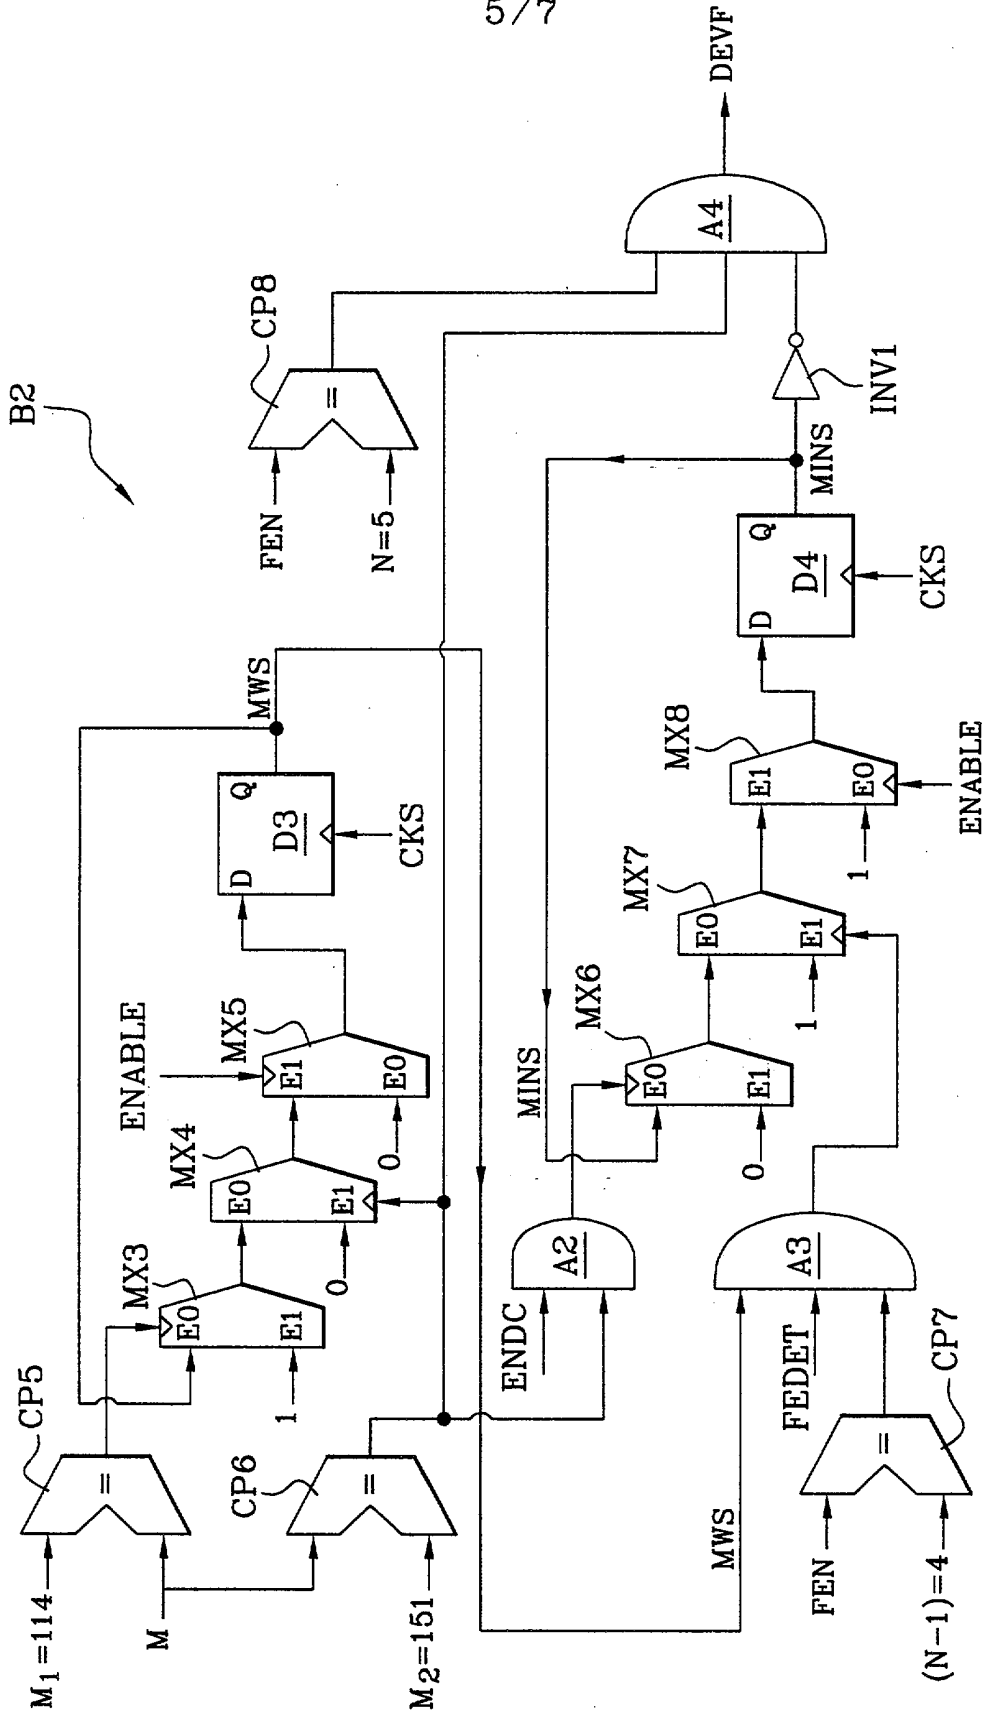 5/7
B2
M1=114
M
CP5
M2=151
CP6
=
=
MX3
E0
E1
1
MX4
E0
E1
0
ENABLE
MX5
E1
E0
0
D
Q
D3
CKS
MWS
FEN
N=5
CP8
=
ENDC
A2
MINS
MX6
E0
E1
0
MX7
E0
E1
1
MX8
E1
E0
1
ENABLE
D
Q
D4
CKS
MINS
INV1
A4
DEVF
MWS
FEDET
A3
FEN
(N-1)=4
CP7
=